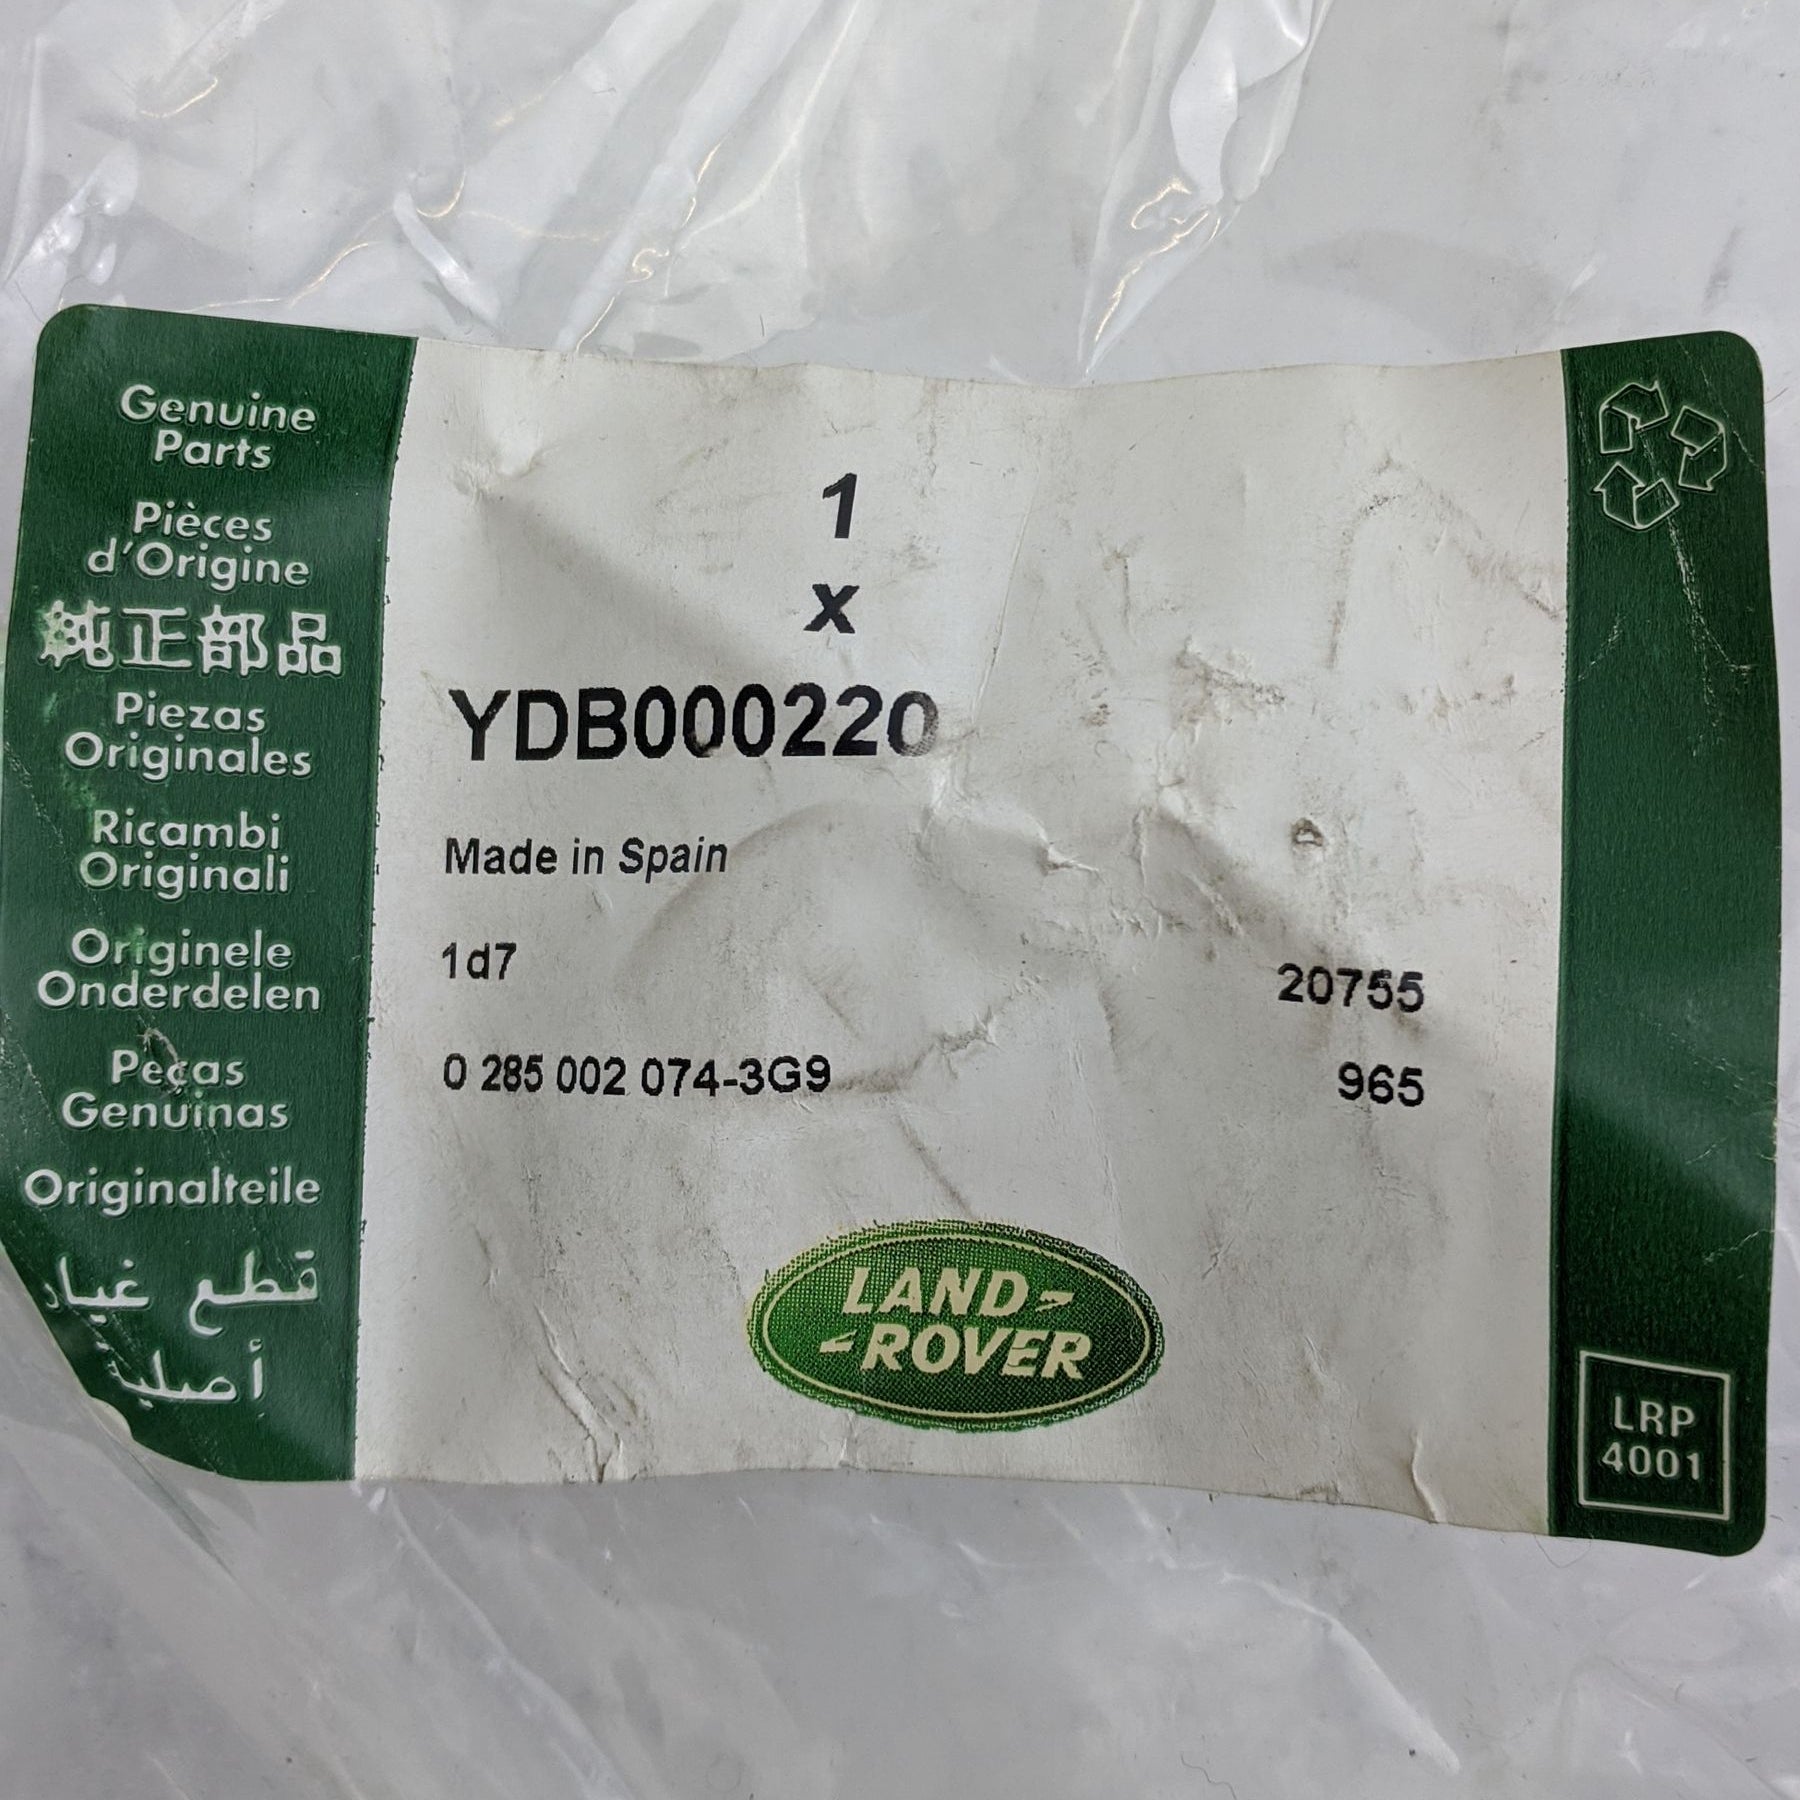 Genuine
Parts
Pièces
d'Origine
純正部品
Piezas
Originales
Ricambi
Originali
Originele
Onderdelen
Peças
Genuinas
Originalteile
قطع غيار
أصلية
1
x
YDB000220
Made in Spain
1d7
20755
0 285 002 074-3G9
965
LAND-
-ROVER
LRP
4001